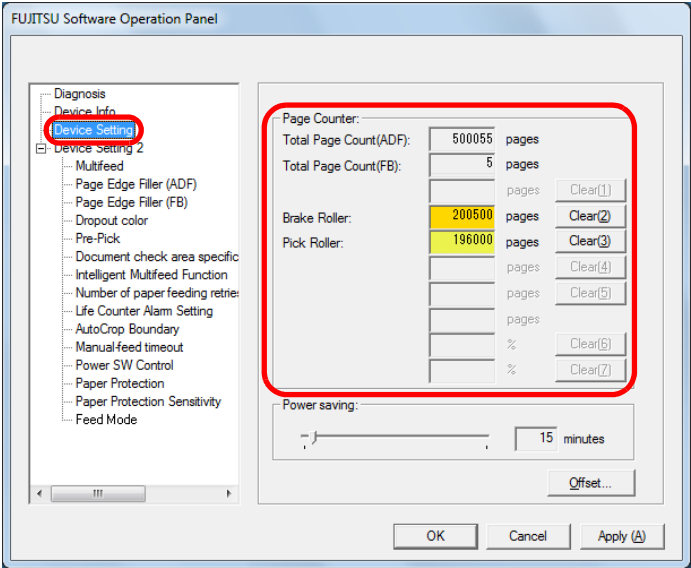 FUJITSU Software Operation Panel
Diagnosis
Device Info
Device Setting
Device Setting 2
Multifeed
Page Edge Filler (ADF)
Page Edge Filler (FB)
Dropout color
Pre-Pick
Document check area specific
Intelligent Multifeed Function
Number of paper feeding retries
Life Counter Alarm Setting
AutoCrop Boundary
Manual-feed timeout
Power SW Control
Paper Protection
Paper Protection Sensitivity
Feed Mode
Page Counter:
Total Page Count(ADF): 500055 pages
Total Page Count(FB): 5 pages
pages Clear(1)
Brake Roller: 200500 pages Clear(2)
Pick Roller: 196000 pages Clear(3)
pages Clear(4)
pages Clear(5)
pages
% Clear(6)
% Clear(7)
Power saving:
15 minutes
Offset...
OK Cancel Apply (A)